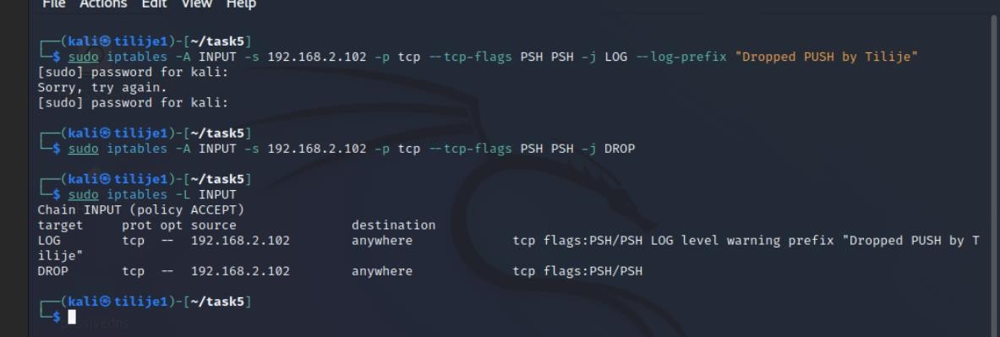 File Actions Edit View Help
┌──(kali㉿tilije1)-[~/task5]
└─$ sudo iptables -A INPUT -s 192.168.2.102 -p tcp --tcp-flags PSH PSH -j LOG --log-prefix "Dropped PUSH by Tilije"
[sudo] password for kali:
Sorry, try again.
[sudo] password for kali:
┌──(kali㉿tilije1)-[~/task5]
└─$ sudo iptables -A INPUT -s 192.168.2.102 -p tcp --tcp-flags PSH PSH -j DROP
┌──(kali㉿tilije1)-[~/task5]
└─$ sudo iptables -L INPUT
Chain INPUT (policy ACCEPT)
target     prot opt source               destination
LOG        tcp  --  192.168.2.102        anywhere             tcp flags:PSH/PSH LOG level warning prefix "Dropped PUSH by T
ilije"
DROP       tcp  --  192.168.2.102        anywhere             tcp flags:PSH/PSH
┌──(kali㉿tilije1)-[~/task5]
└─$